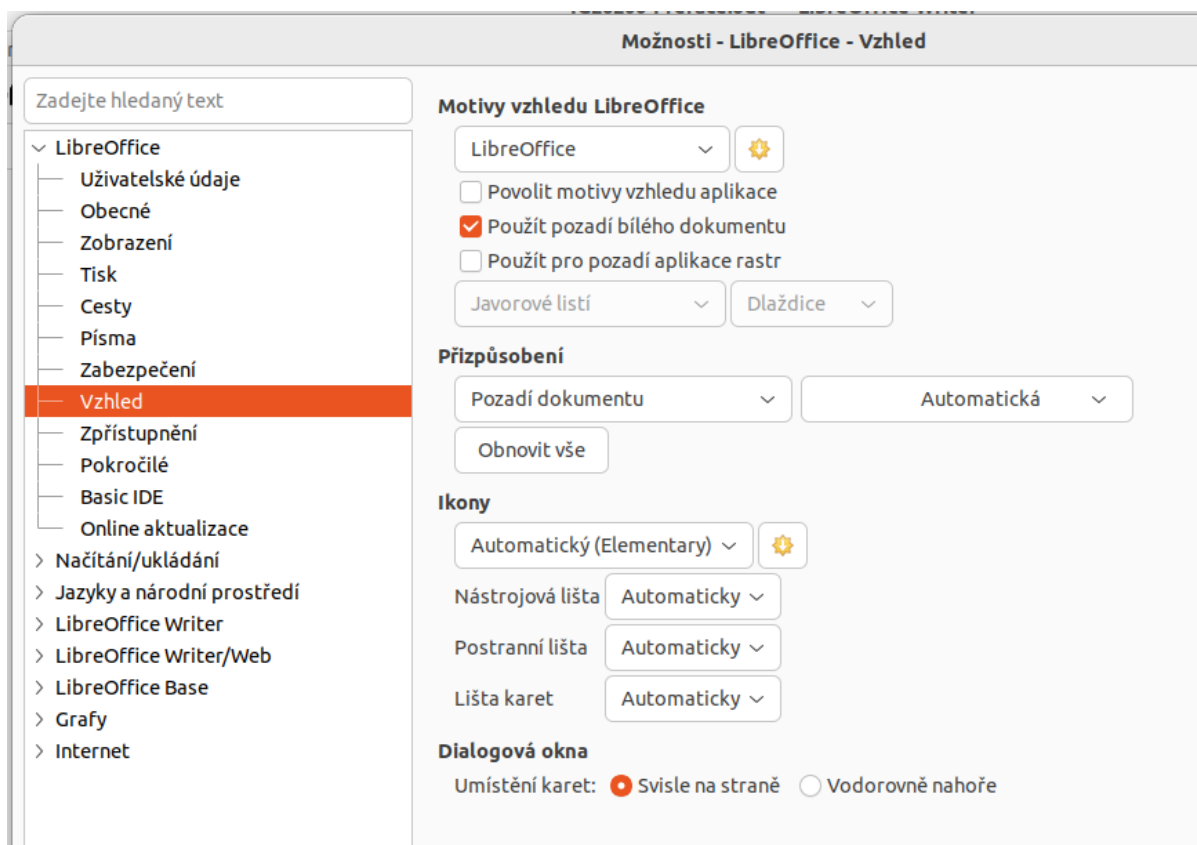 Možnosti - LibreOffice - Vzhled
Zadejte hledaný text
LibreOffice
Uživatelské údaje
Obecné
Zobrazení
Tisk
Cesty
Písma
Zabezpečení
Vzhled
Zpřístupnění
Pokročilé
Basic IDE
Online aktualizace
Načítání/ukládání
Jazyky a národní prostředí
LibreOffice Writer
LibreOffice Writer/Web
LibreOffice Base
Grafy
Internet
Motivy vzhledu LibreOffice
LibreOffice
Povolit motivy vzhledu aplikace
Použít pozadí bílého dokumentu
Použít pro pozadí aplikace rastr
Javorové listí Dlaždice
Přizpůsobení
Pozadí dokumentu Automatická
Obnovit vše
Ikony
Automatický (Elementary)
Nástrojová lišta Automaticky
Postranní lišta Automaticky
Lišta karet Automaticky
Dialogová okna
Umístění karet: Svisle na straně Vodorovně nahoře